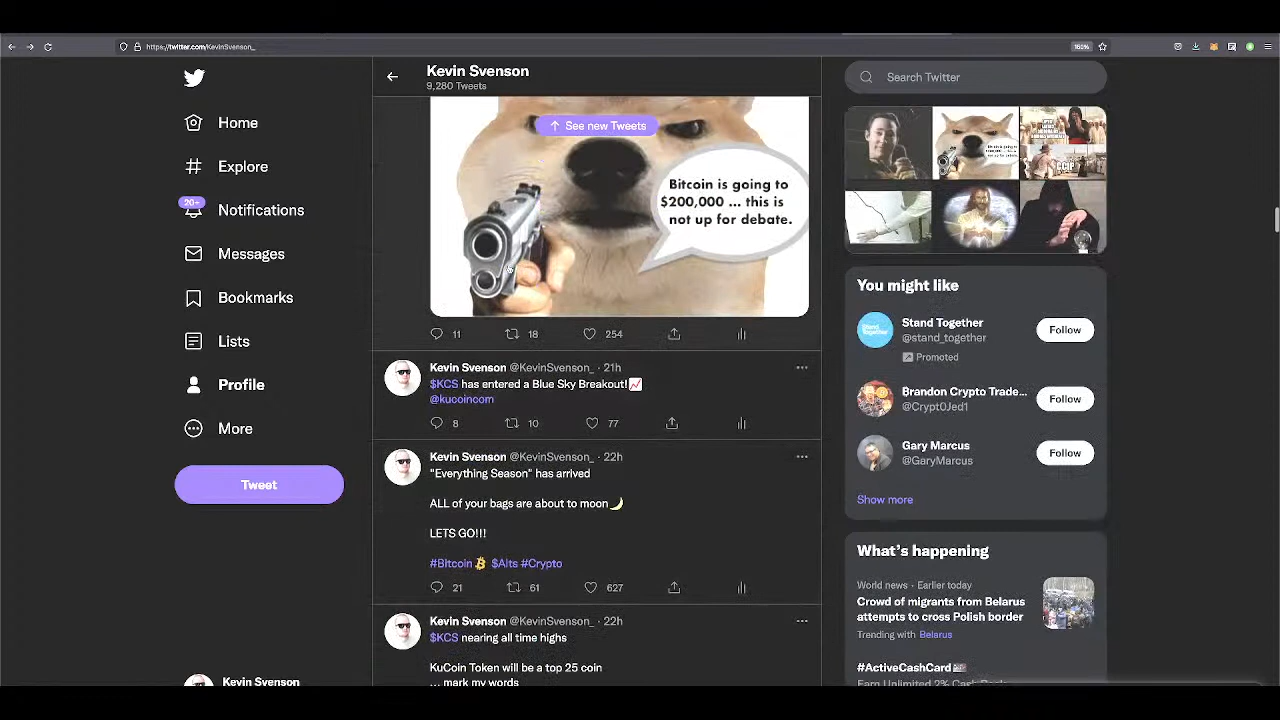 https://twitter.com/KevinSvenson_
160%
Home
Explore
20+
Notifications
Messages
Bookmarks
Lists
Profile
More
Tweet
Kevin Svenson
Kevin Svenson
9,280 Tweets
See new Tweets
Bitcoin is going to
$200,000 ... this is
not up for debate.
11 18 254
Kevin Svenson @KevinSvenson_ · 21h
$KCS has entered a Blue Sky Breakout!📈
@kucoincom
8 10 77
Kevin Svenson @KevinSvenson_ · 22h
"Everything Season" has arrived
ALL of your bags are about to moon🌙
LETS GO!!!
#BItcoin $Alts #Crypto
21 61 627
Kevin Svenson @KevinSvenson_ · 22h
$KCS nearing all time highs
KuCoin Token will be a top 25 coin
... mark my words
Search Twitter
You might like
Stand Together
@stand_together
Promoted
Follow
Brandon Crypto Trade...
@Crypt0Jed1
Follow
Gary Marcus
@GaryMarcus
Follow
Show more
What's happening
World news · Earlier today
Crowd of migrants from Belarus
attempts to cross Polish border
Trending with Belarus
#ActiveCashCard
Earn Unlimited 2% Cash